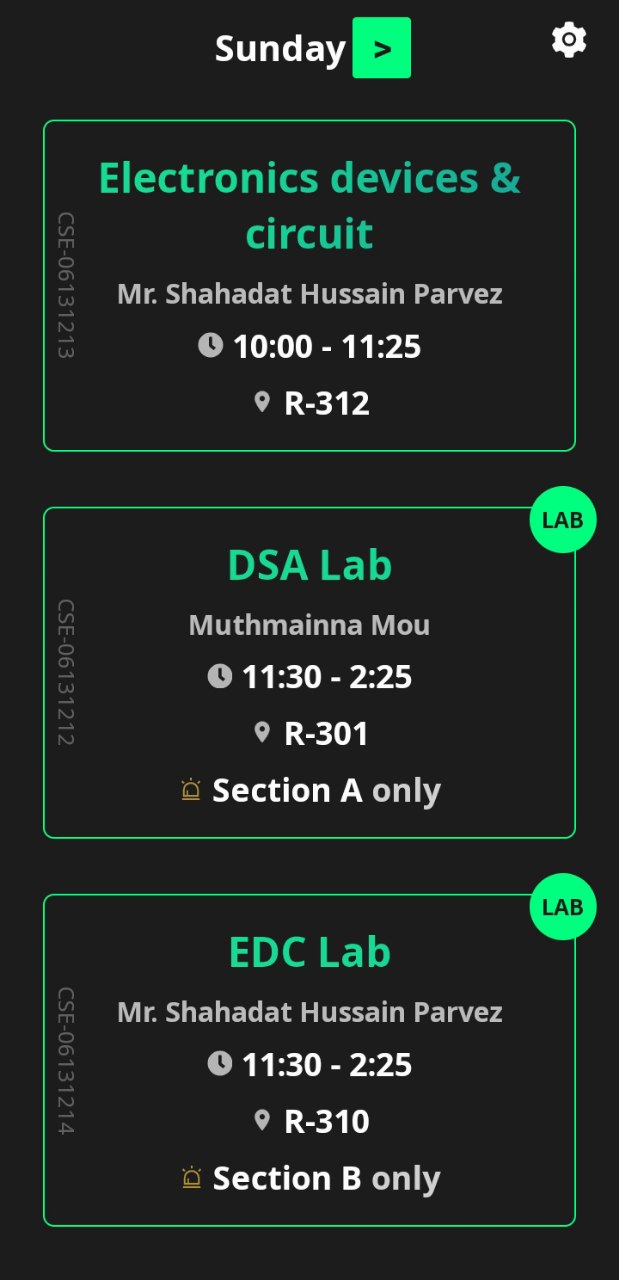 Sunday >
Electronics devices &
circuit
Mr. Shahadat Hussain Parvez
10:00 - 11:25
R-312
CSE-06131213
LAB
DSA Lab
Muthmainna Mou
11:30 - 2:25
R-301
Section A only
CSE-06131212
LAB
EDC Lab
Mr. Shahadat Hussain Parvez
11:30 - 2:25
R-310
Section B only
CSE-06131214